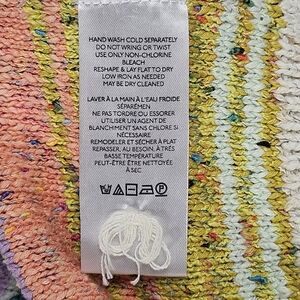 HAND WASH COLD SEPARATELY
DO NOT WRING OR TWIST
USE ONLY NON-CHLORINE
BLEACH
RESHAPE & LAY FLAT TO DRY
LOW IRON AS NEEDED
MAY BE DRY CLEANED
LAVER À LA MAIN À L'EAU FROIDE
SÉPARÉMEN
NE PAS TORDRE OU ESSORER
UTILISER UN AGENT DE
BLANCHIMENT SANS CHLORE SI
NÉCESSAIRE
REMODELER ET SÉCHER À PLAT
REPASSER, AU BESOIN, À TRÈS
BASSE TEMPÉRATURE
PEUT-ÊTRE ÊTRE NETTOYÉE
À SEC